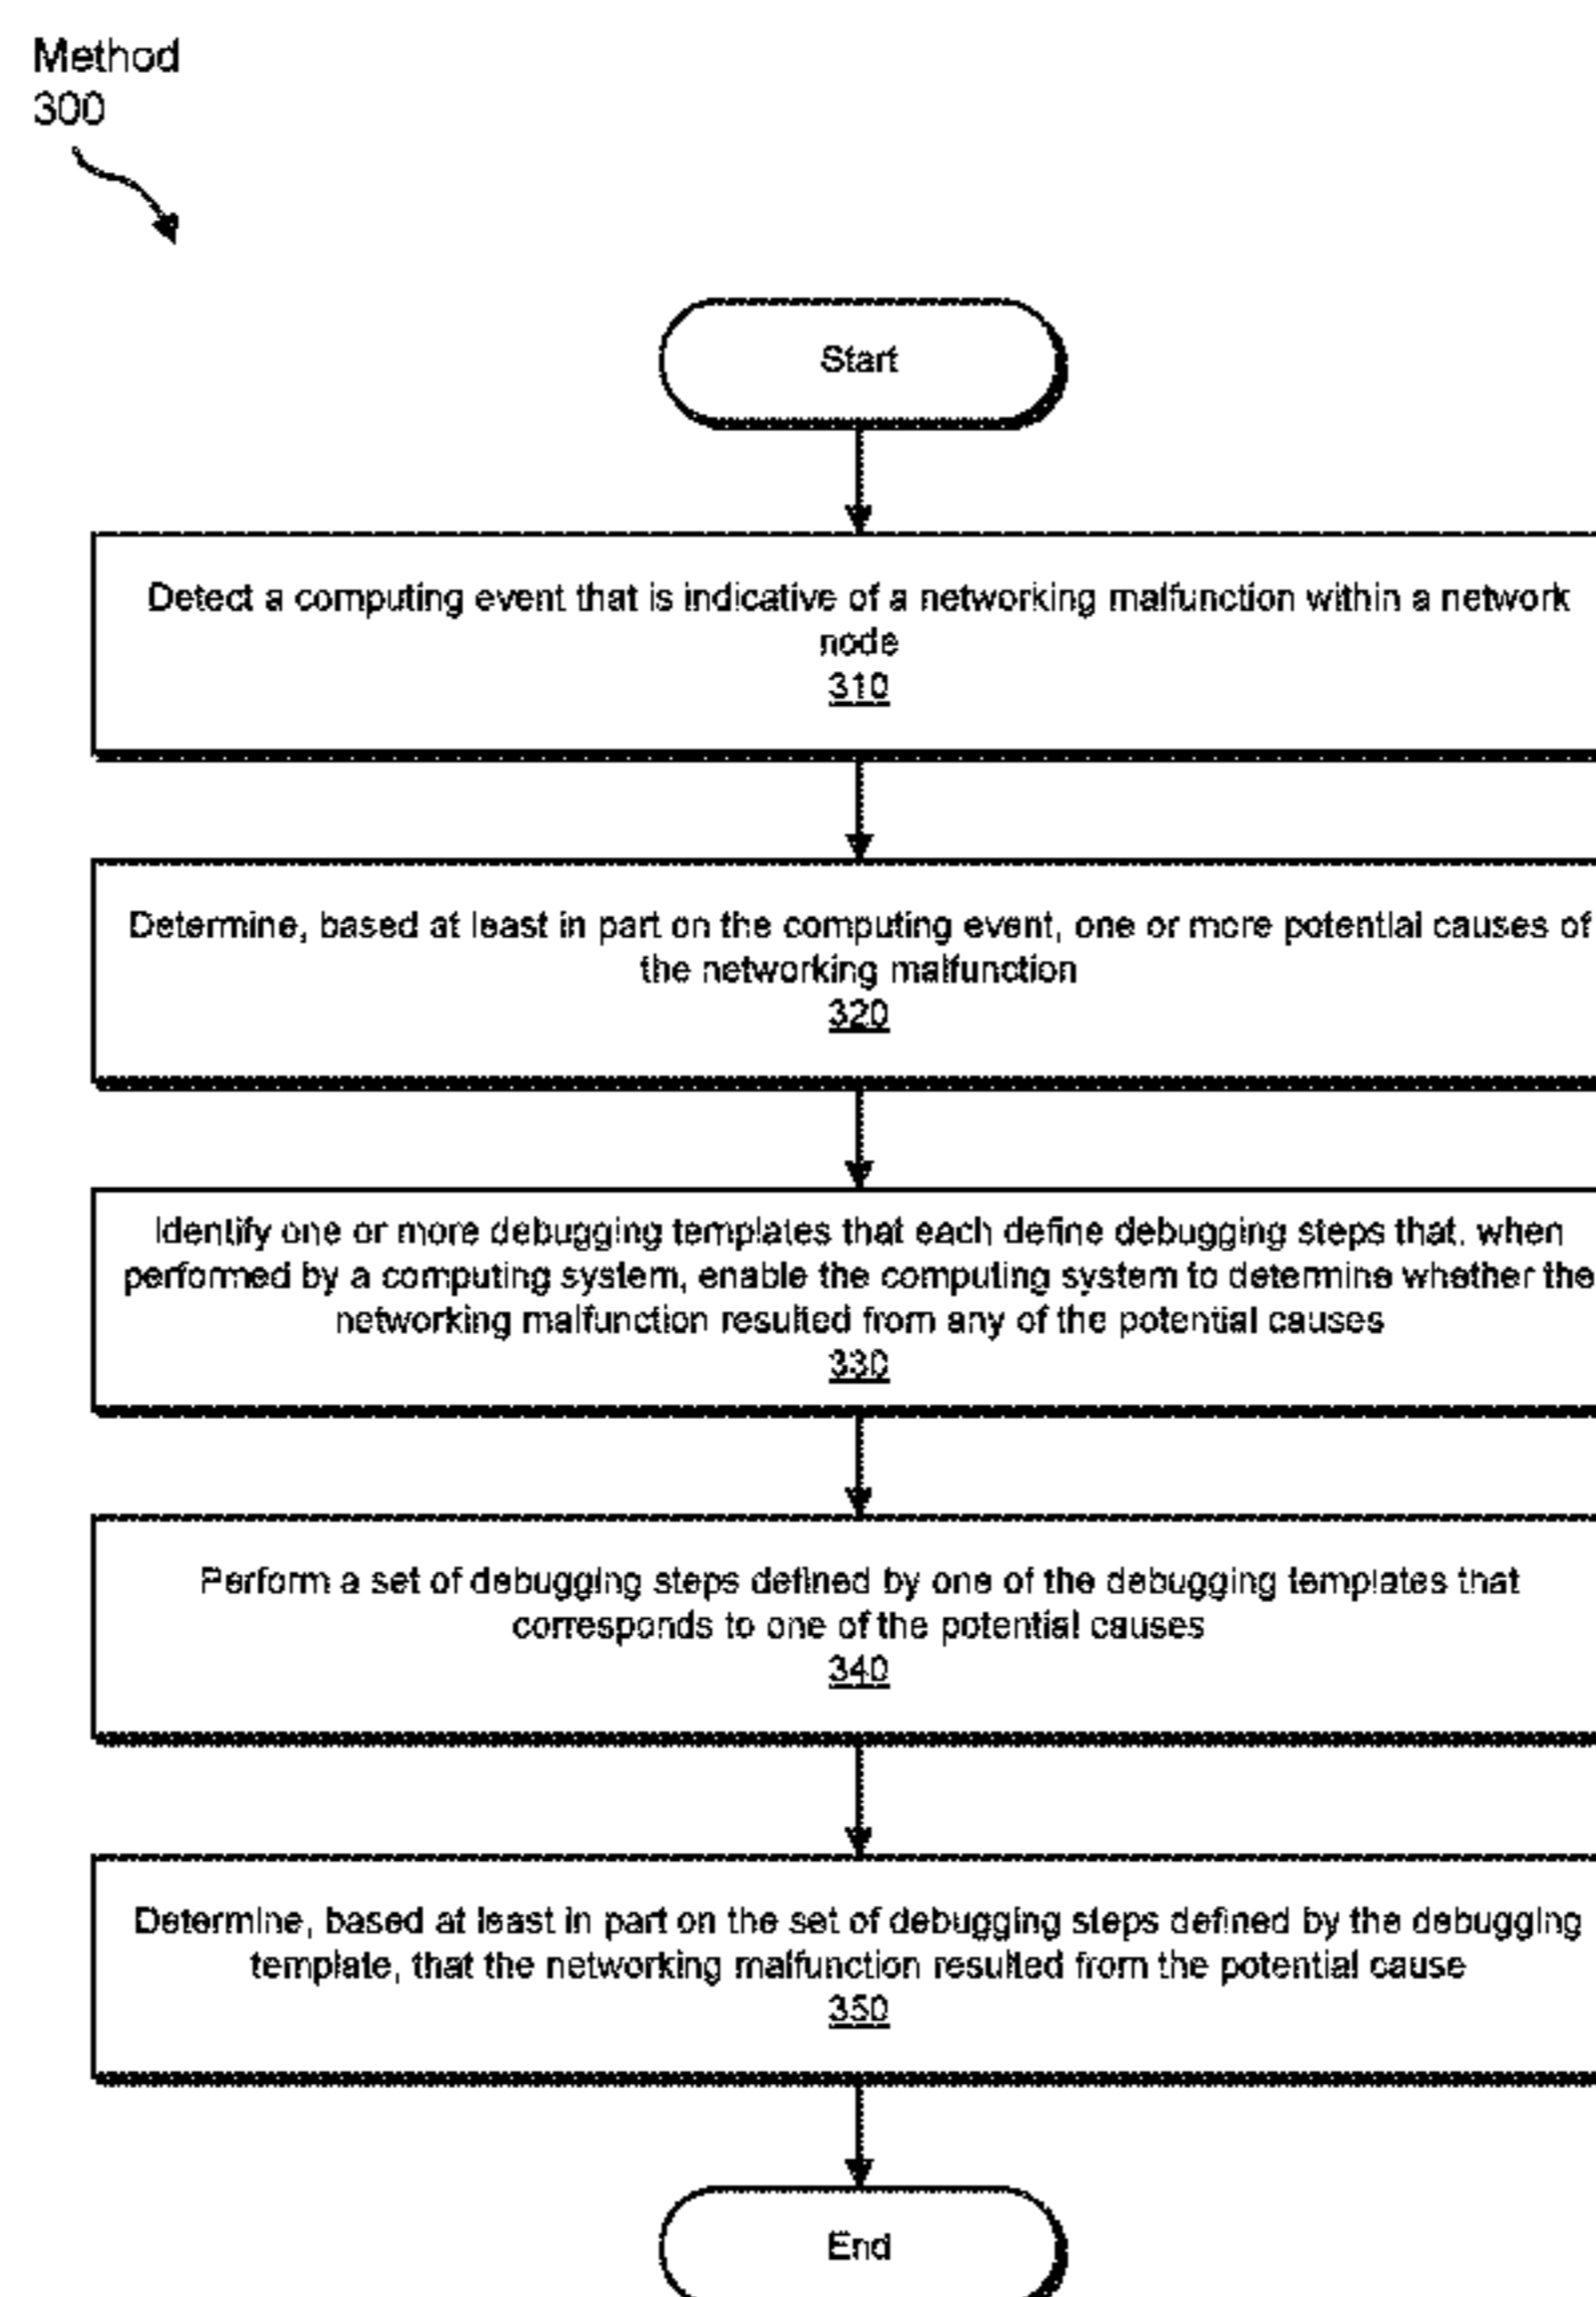 Method
300
Start
Detect a computing event that is indicative of a networking malfunction within a network
node
310
Determine, based at least in part on the computing event, one or more potential causes of
the networking malfunction
320
Identify one or more debugging templates that each define debugging steps that, when
performed by a computing system, enable the computing system to determine whether the
networking malfunction resulted from any of the potential causes
330
Perform a set of debugging steps defined by one of the debugging templates that
corresponds to one of the potential causes
340
Determine, based at least in part on the set of debugging steps defined by the debugging
template, that the networking malfunction resulted from the potential cause
350
End